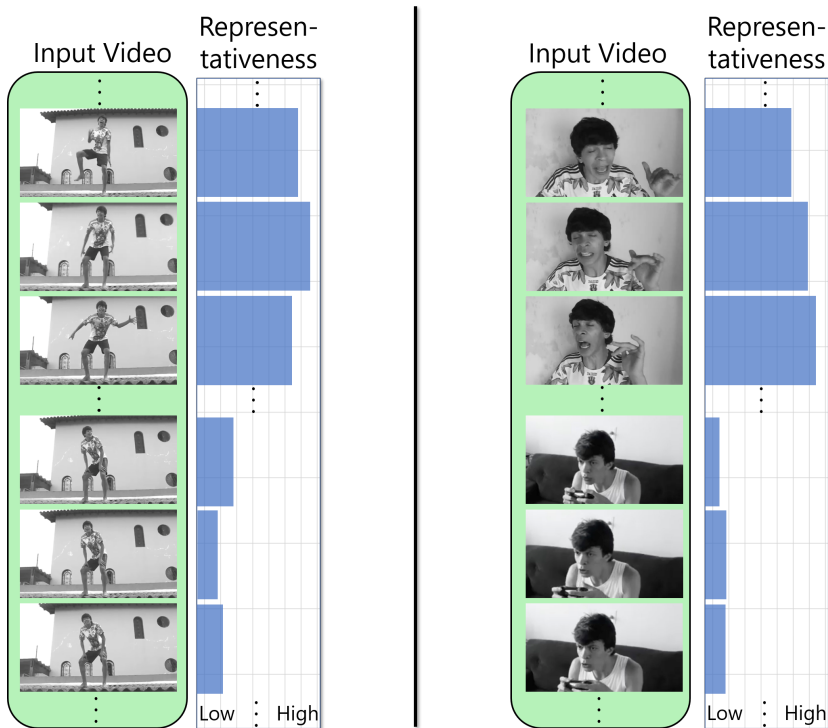 Input Video
Represen-
tativeness
Low
High
Input Video
Represen-
tativeness
Low
High